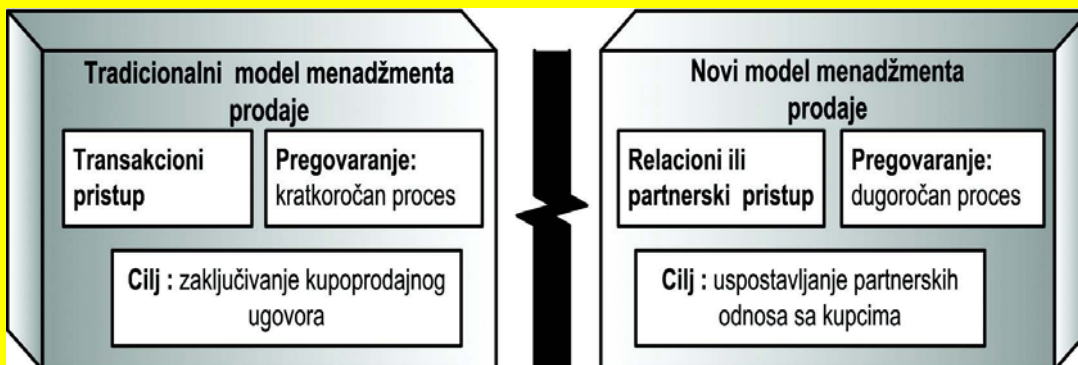 Tradicionalni model menadžmenta
prodaje
Transakcioni
pristup
Pregovaranje:
kratkoročan proces
Cilj : zaključivanje kupoprodajnog
ugovora
Novi model menadžmenta
prodaje
Relacioni ili
partnerski pristup
Pregovaranje:
dugoročan proces
Cilj : uspostavljanje partnerskih
odnosa sa kupcima